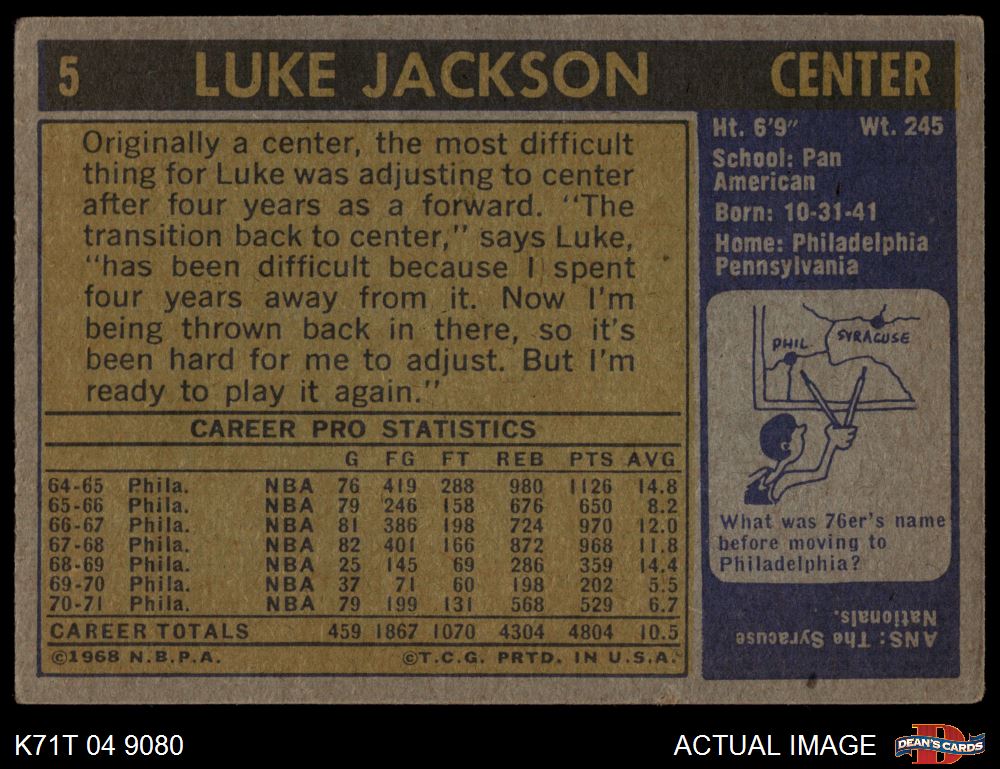 5 LUKE JACKSON CENTER
Originally a center, the most difficult
thing for Luke was adjusting to center
after four years as a forward. “The
transition back to center,” says Luke,
“has been difficult because I spent
four years away from it. Now I'm
being thrown back in there, so it's
been hard for me to adjust. But I'm
ready to play it again.”
CAREER PRO STATISTICS
G FG FT REB PTS AVG
64-65 Phila. NBA 76 419 288 980 1126 14.8
65-66 Phila. NBA 79 246 158 676 650 8.2
66-67 Phila. NBA 81 386 198 724 970 12.0
67-68 Phila. NBA 82 401 166 872 968 11.8
68-69 Phila. NBA 25 145 69 286 359 14.4
69-70 Phila. NBA 37 71 60 198 202 5.5
70-71 Phila. NBA 79 199 131 568 529 6.7
CAREER TOTALS 459 1867 1070 4304 4804 10.5
©1968 N.B.P.A. ©T.C.G. PRTD. IN U.S.A.
Ht. 6'9” Wt. 245
School: Pan
American
Born: 10-31-41
Home: Philadelphia
Pennsylvania
PHIL. SYRACUSE
What was 76er's name
before moving to
Philadelphia?
ANS: The Syracuse
Nationals.
K71T 04 9080 ACTUAL IMAGE DEAN'S CARDS